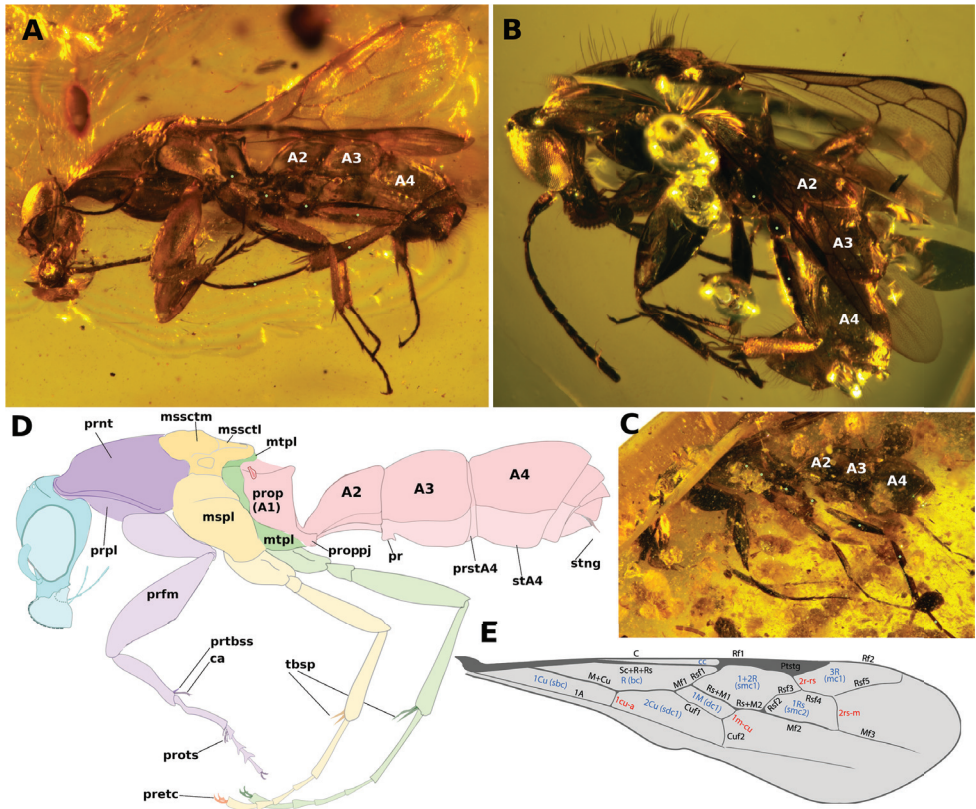 A
A2
A3
A4
B
A2
A3
A4
C
A2
A3
A4
D
prnt
mssctm
mssctl
mtpl
prop
(A1)
A2
A3
A4
prpl
mspl
mtpl
proppj
pr
prstA4
stA4
stng
prfm
prtbss
ca
tbsp
prots
pretc
E
C
Rf1
Rf2
Sc+R+Rs
cc
Ptstg
3R
(mc1)
M+Cu
R (bc)
Mf1
Rsf1
1+2R
(smc1)
2r-rs
Rsf5
1Cu (sbc)
1A
1cu-a
2Cu (sdc1)
Cuf1
Rs+M1
1M (dc1)
Rs+M2
Rsf2
Rsf3
Rsf4
1Rs
(smc2)
2rs-m
1m-cu
Cuf2
Mf2
Mf3